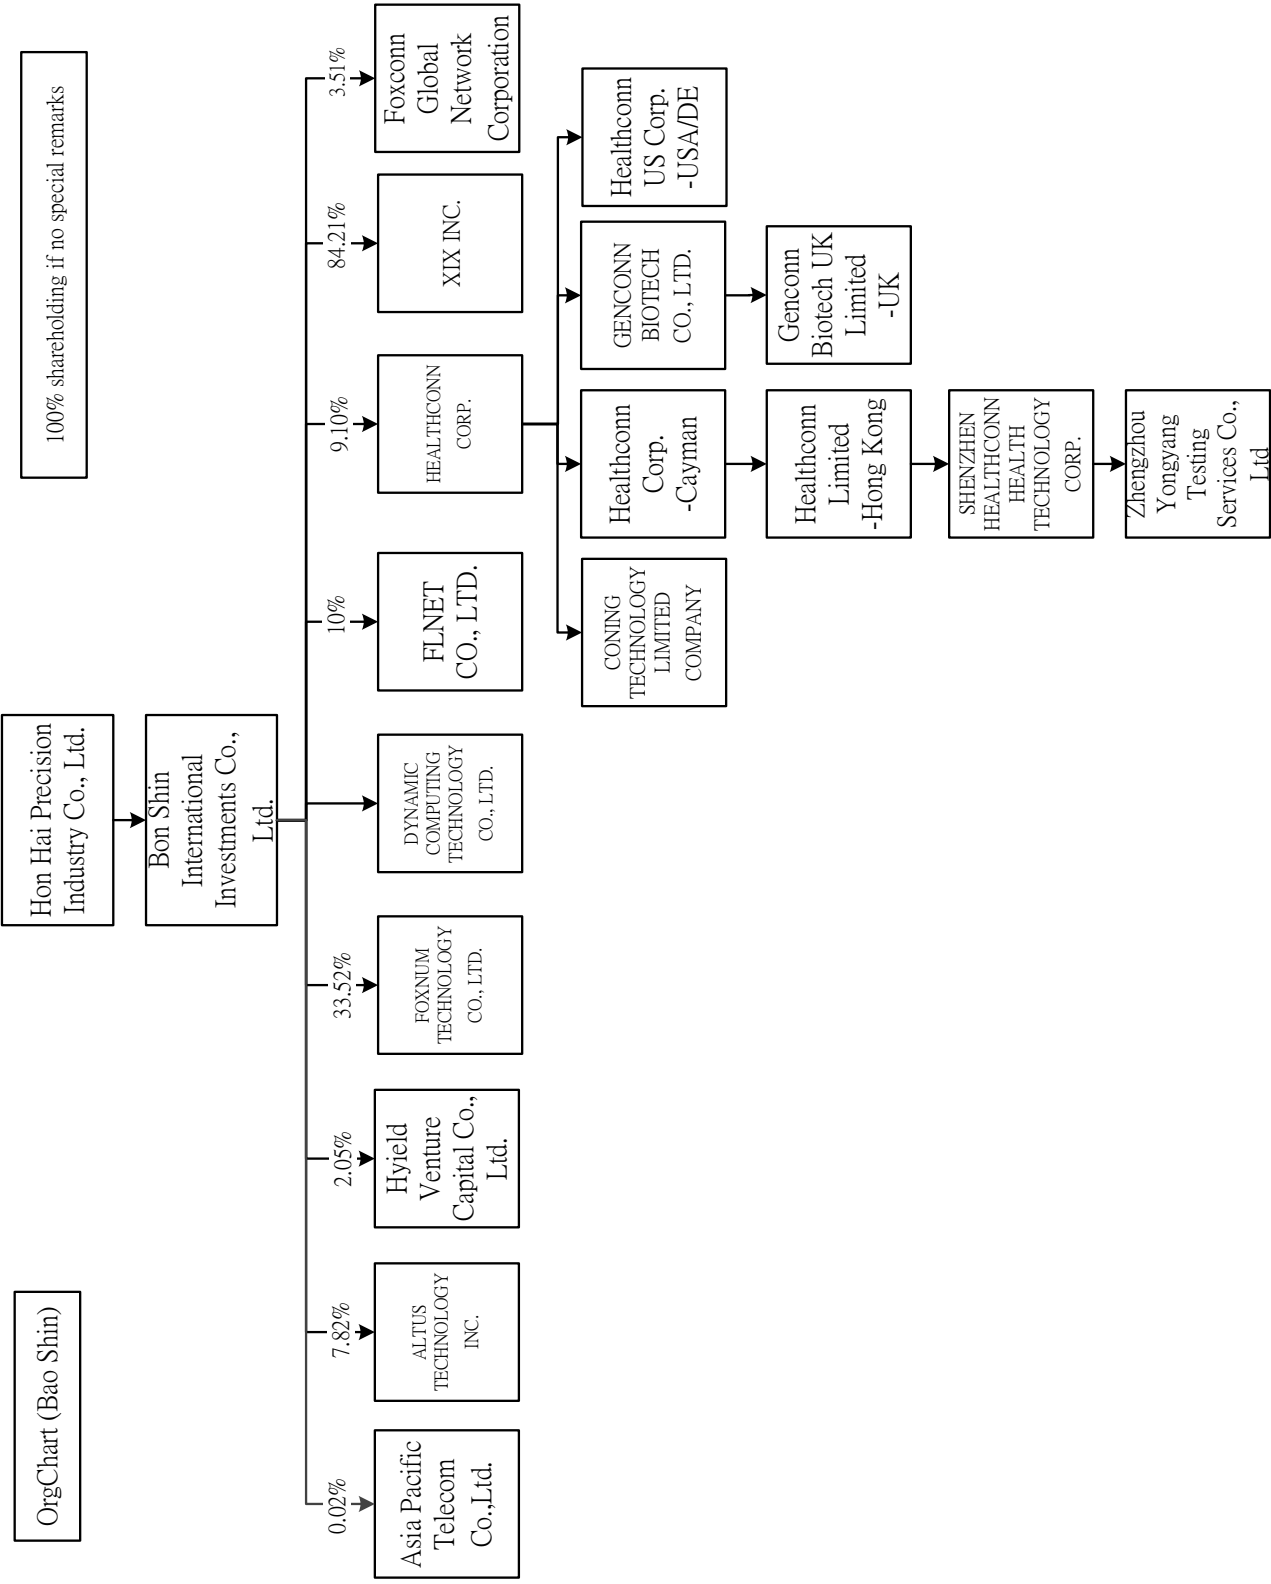 OrgChart (Bao Shin)
100% shareholding if no special remarks
Hon Hai Precision
Industry Co., Ltd.
Bon Shin
International
Investments Co.,
Ltd.
0.02%
7.82%
2.05%
33.52%
10%
9.10%
84.21%
3.51%
Asia Pacific
Telecom
Co.,Ltd.
ALTUS
TECHNOLOGY
INC.
Hyield
Venture
Capital Co.,
Ltd.
FOXNUM
TECHNOLOGY
CO., LTD.
DYNAMIC
COMPUTING
TECHNOLOGY
CO., LTD.
FLNET
CO., LTD.
HEALTHCONN
CORP.
XIX INC.
Foxconn
Global
Network
Corporation
CONING
TECHNOLOGY
LIMITED
COMPANY
Healthconn
Corp.
-Cayman
GENCONN
BIOTECH
CO., LTD.
Healthconn
US Corp.
-USA/DE
Healthconn
Limited
-Hong Kong
Genconn
Biotech UK
Limited
-UK
SHENZHEN
HEALTHCONN
HEALTH
TECHNOLOGY
CORP.
Zhengzhou
Yongyang
Testing
Services Co.,
Ltd